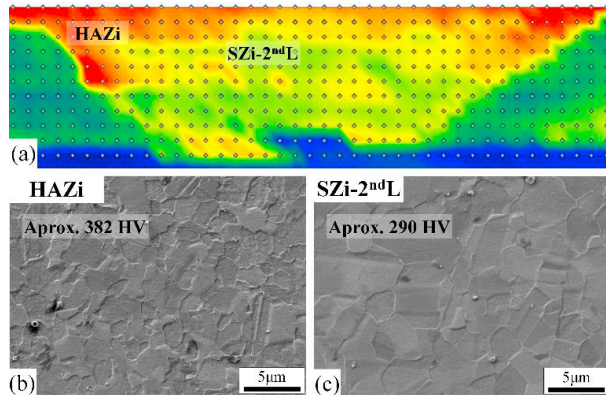 HAZi
SZi-2ndL
(a)
HAZi
Aprox. 382 HV
(b)
5μm
SZi-2ndL
Aprox. 290 HV
(c)
5μm